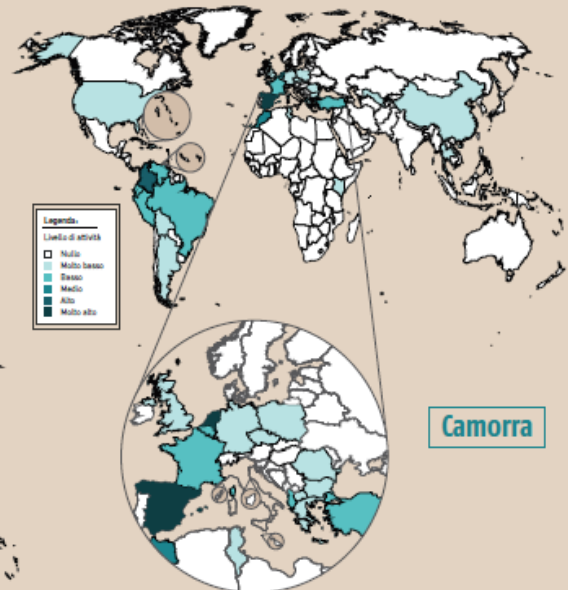 Legenda.
Livello di attività
Nullo
Molto basso
Basso
Medio
Alto
Molto alto
Camorra